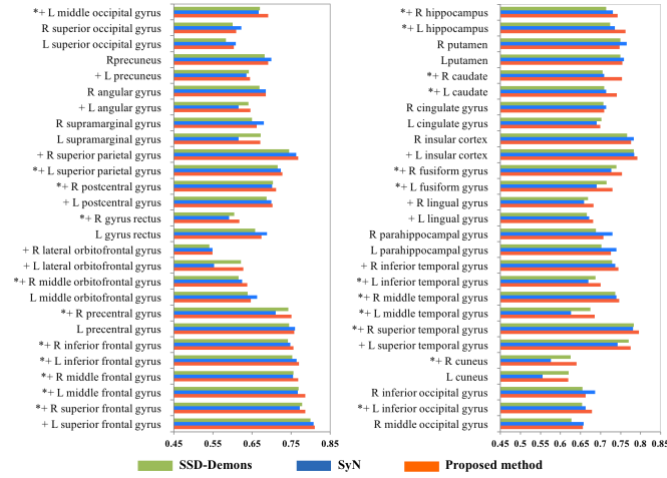 *+ L middle occipital gyrus
R superior occipital gyrus
L superior occipital gyrus
Rprecuneus
+ L precuneus
R angular gyrus
+ L angular gyrus
R supramarginal gyrus
L supramarginal gyrus
+ R superior parietal gyrus
*+ L superior parietal gyrus
*+ R postcentral gyrus
+ L postcentral gyrus
*+ R gyrus rectus
L gyrus rectus
+ R lateral orbitofrontal gyrus
+ L lateral orbitofrontal gyrus
*+ R middle orbitofrontal gyrus
L middle orbitofrontal gyrus
*+ R precentral gyrus
L precentral gyrus
*+ R inferior frontal gyrus
*+ L inferior frontal gyrus
*+ R middle frontal gyrus
*+ L middle frontal gyrus
*+ R superior frontal gyrus
+ L superior frontal gyrus
0.45 0.55 0.65 0.75 0.85
*+ R hippocampus
*+ L hippocampus
R putamen
Lputamen
*+ R caudate
*+ L caudate
R cingulate gyrus
L cingulate gyrus
R insular cortex
+ L insular cortex
*+ R fusiform gyrus
*+ L fusiform gyrus
+ R lingual gyrus
+ L lingual gyrus
R parahippocampal gyrus
L parahippocampal gyrus
+ R inferior temporal gyrus
*+ L inferior temporal gyrus
*+ R middle temporal gyrus
*+ L middle temporal gyrus
*+ R superior temporal gyrus
+ L superior temporal gyrus
*+ R cuneus
L cuneus
R inferior occipital gyrus
*+ L inferior occipital gyrus
R middle occipital gyrus
0.45 0.5 0.55 0.6 0.65 0.7 0.75 0.8 0.85
SSD-Demons SyN Proposed method